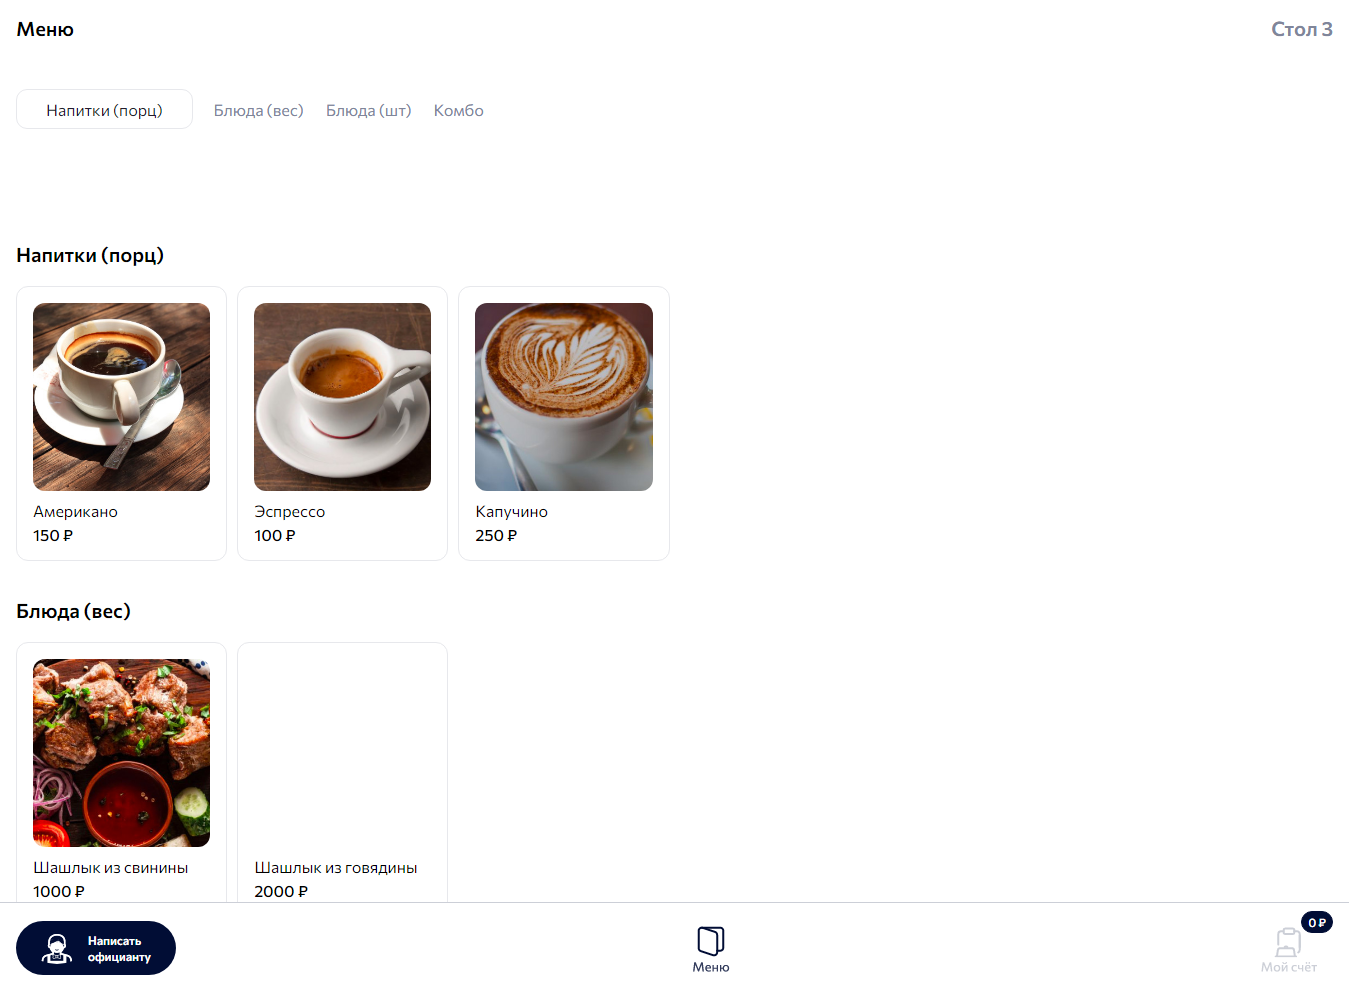 Меню
Стол 3
Напитки (порц)
Блюда (вес)
Блюда (шт)
Комбо
Напитки (порц)
Американо
150 ₽
Эспрессо
100 ₽
Капучино
250 ₽
Блюда (вес)
Шашлык из свинины
1000 ₽
Шашлык из говядины
2000 ₽
Написать
официанту
Меню
0 ₽
Мой счёт